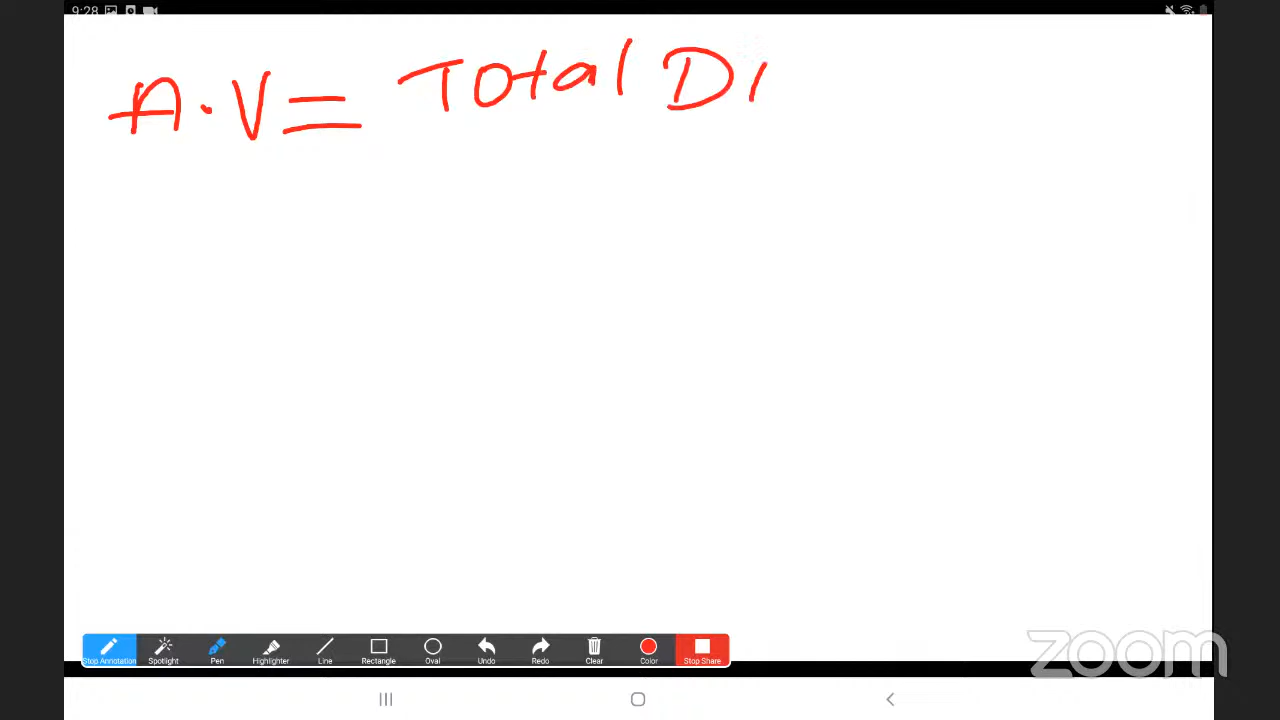 9:28
A.V= Total Di
Stop Annotation Spotlight Pen Highlighter Line Rectangle Oval Undo Redo Clear Color Stop Share
zoom